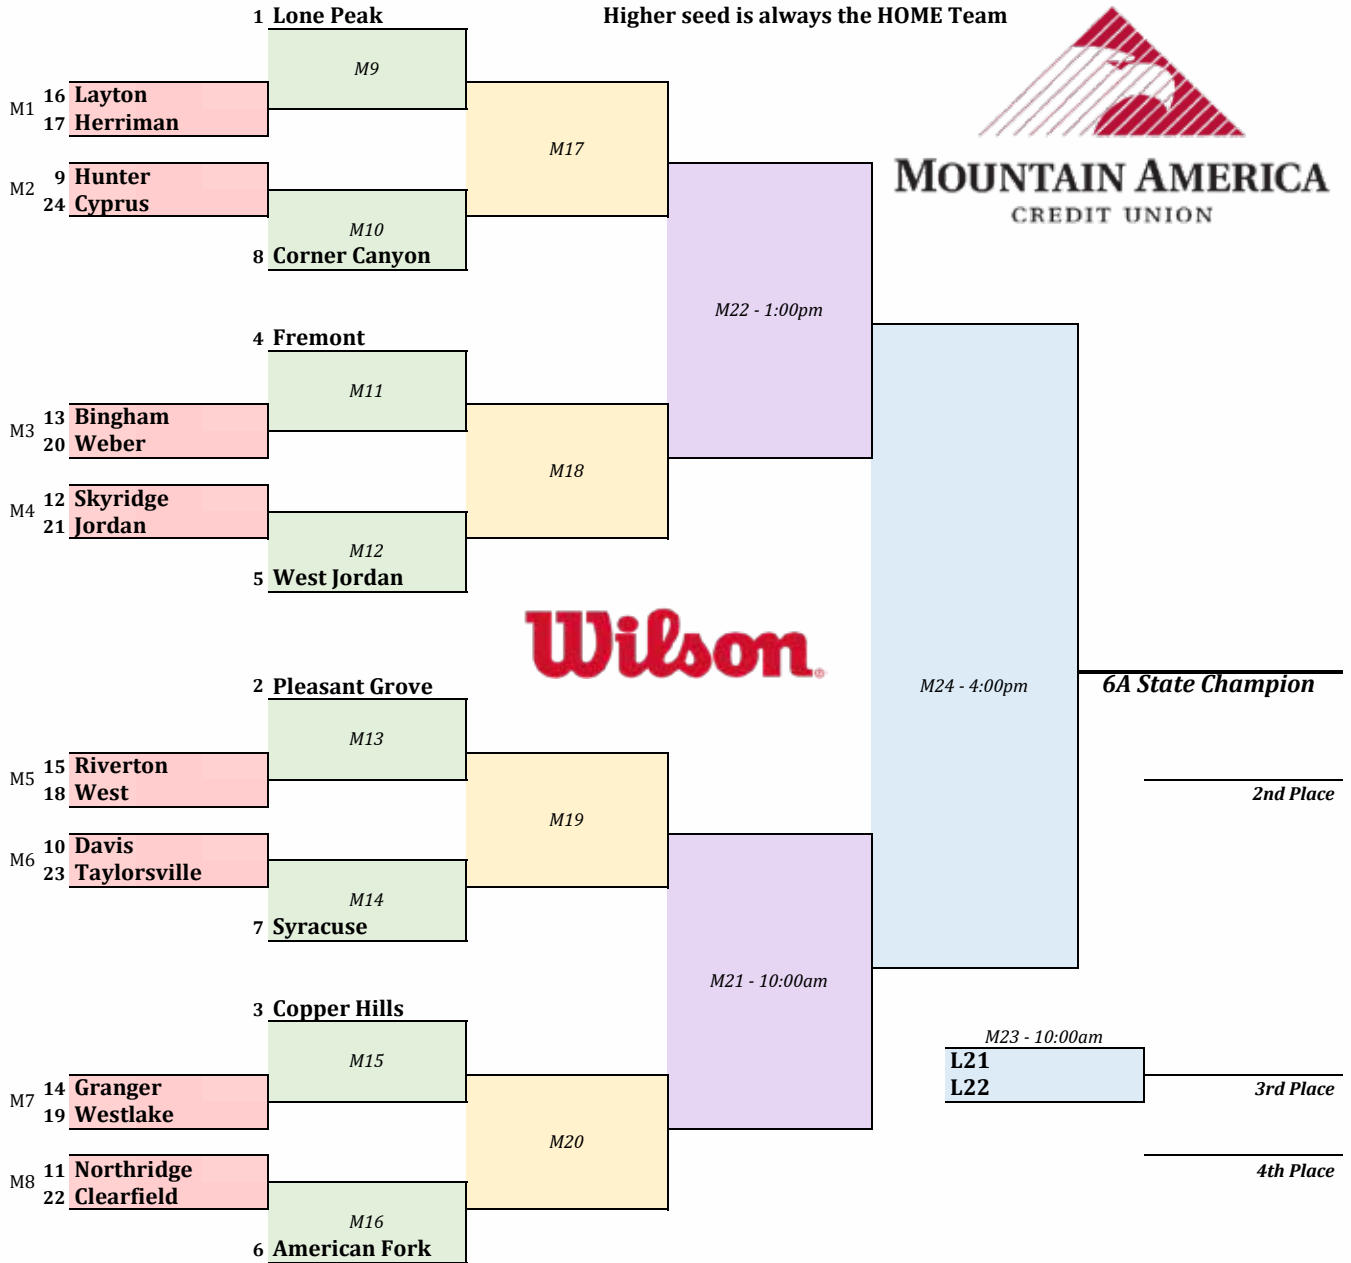 1 Lone Peak
Higher seed is always the HOME Team
M9
M1
16 Layton
17 Herriman
M17
M2
9 Hunter
24 Cyprus
M10
8 Corner Canyon
MOUNTAIN AMERICA
CREDIT UNION
M22 - 1:00pm
4 Fremont
M11
M3
13 Bingham
20 Weber
M18
M4
12 Skyridge
21 Jordan
M12
5 West Jordan
Wilson®
2 Pleasant Grove
M24 - 4:00pm
6A State Champion
M13
M5
15 Riverton
18 West
2nd Place
M19
M6
10 Davis
23 Taylorsville
M14
7 Syracuse
M21 - 10:00am
3 Copper Hills
M23 - 10:00am
M15
L21
L22
3rd Place
M7
14 Granger
19 Westlake
M20
M8
11 Northridge
22 Clearfield
4th Place
M16
6 American Fork